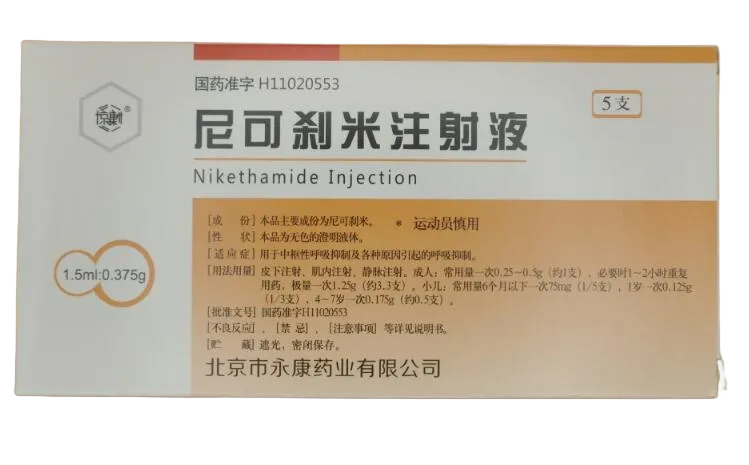 国药准字 H11020553
5支
尼可刹米注射液
Nikethamide Injection
[成 份] 本品主要成份为尼可刹米。 * 运动员慎用
[性 状] 本品为无色的澄明液体。
[适应症] 用于中枢性呼吸抑制及各种原因引起的呼吸抑制。
[用法用量] 皮下注射、肌内注射、静脉注射。成人：常用量一次0.25～0.5g（约1支），必要时1～2小时重复
用药，极量一次1.25g（约3.3支）。小儿：常用量6个月以下一次75mg（1/5支），1岁一次0.125g
（1/3支），4～7岁一次0.175g（约0.5支）。
[批准文号] 国药准字H11020553
[不良反应]、[禁 忌]、[注意事项] 等详见说明书。
[贮 藏] 遮光，密闭保存。
1.5ml:0.375g
北京市永康药业有限公司